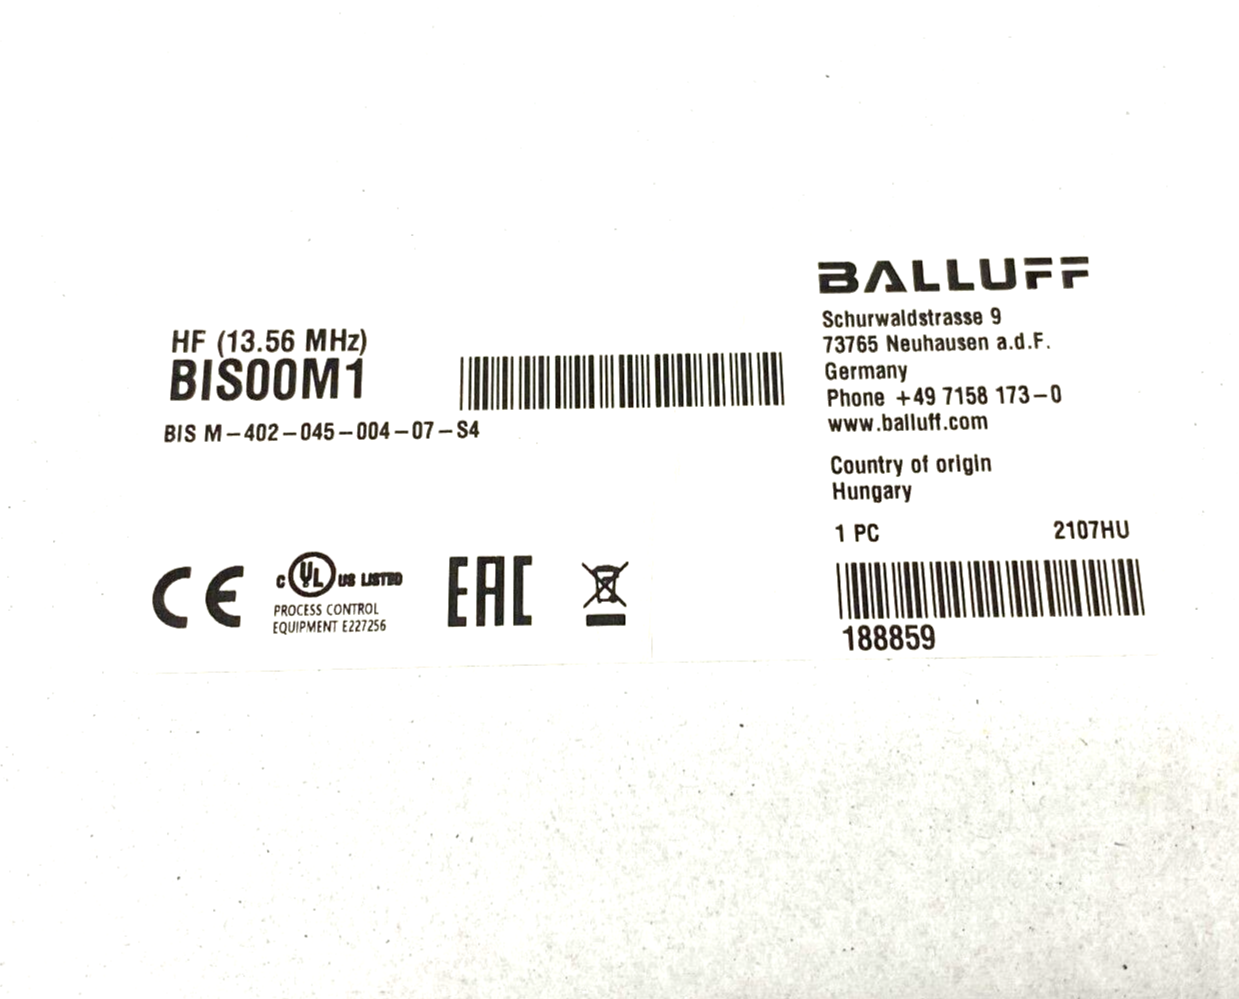 HF (13.56 MHz)
BIS00M1
BIS M-402-045-004-07-S4
CE
c UL US LISTED
PROCESS CONTROL
EQUIPMENT E227256
EAC
BALLUFF
Schurwaldstrasse 9
73765 Neuhausen a.d.F.
Germany
Phone +49 7158 173-0
www.balluff.com
Country of origin
Hungary
1 PC 2107HU
188859